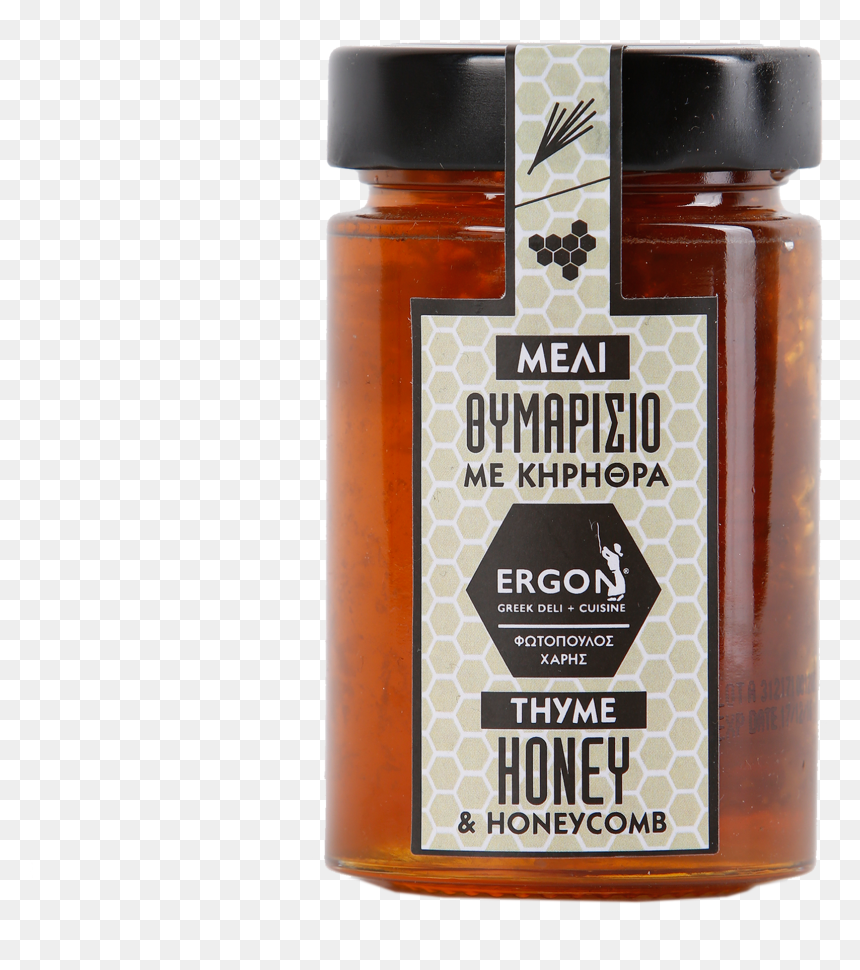 ΜΕΛΙ
ΘΥΜΑΡΙΣΙΟ
ΜΕ ΚΗΡΗΘΡΑ
ERGON®
GREEK DELI + CUISINE
ΦΩΤΟΠΟΥΛΟΣ
ΧΑΡΗΣ
THYME
HONEY
& HONEYCOMB